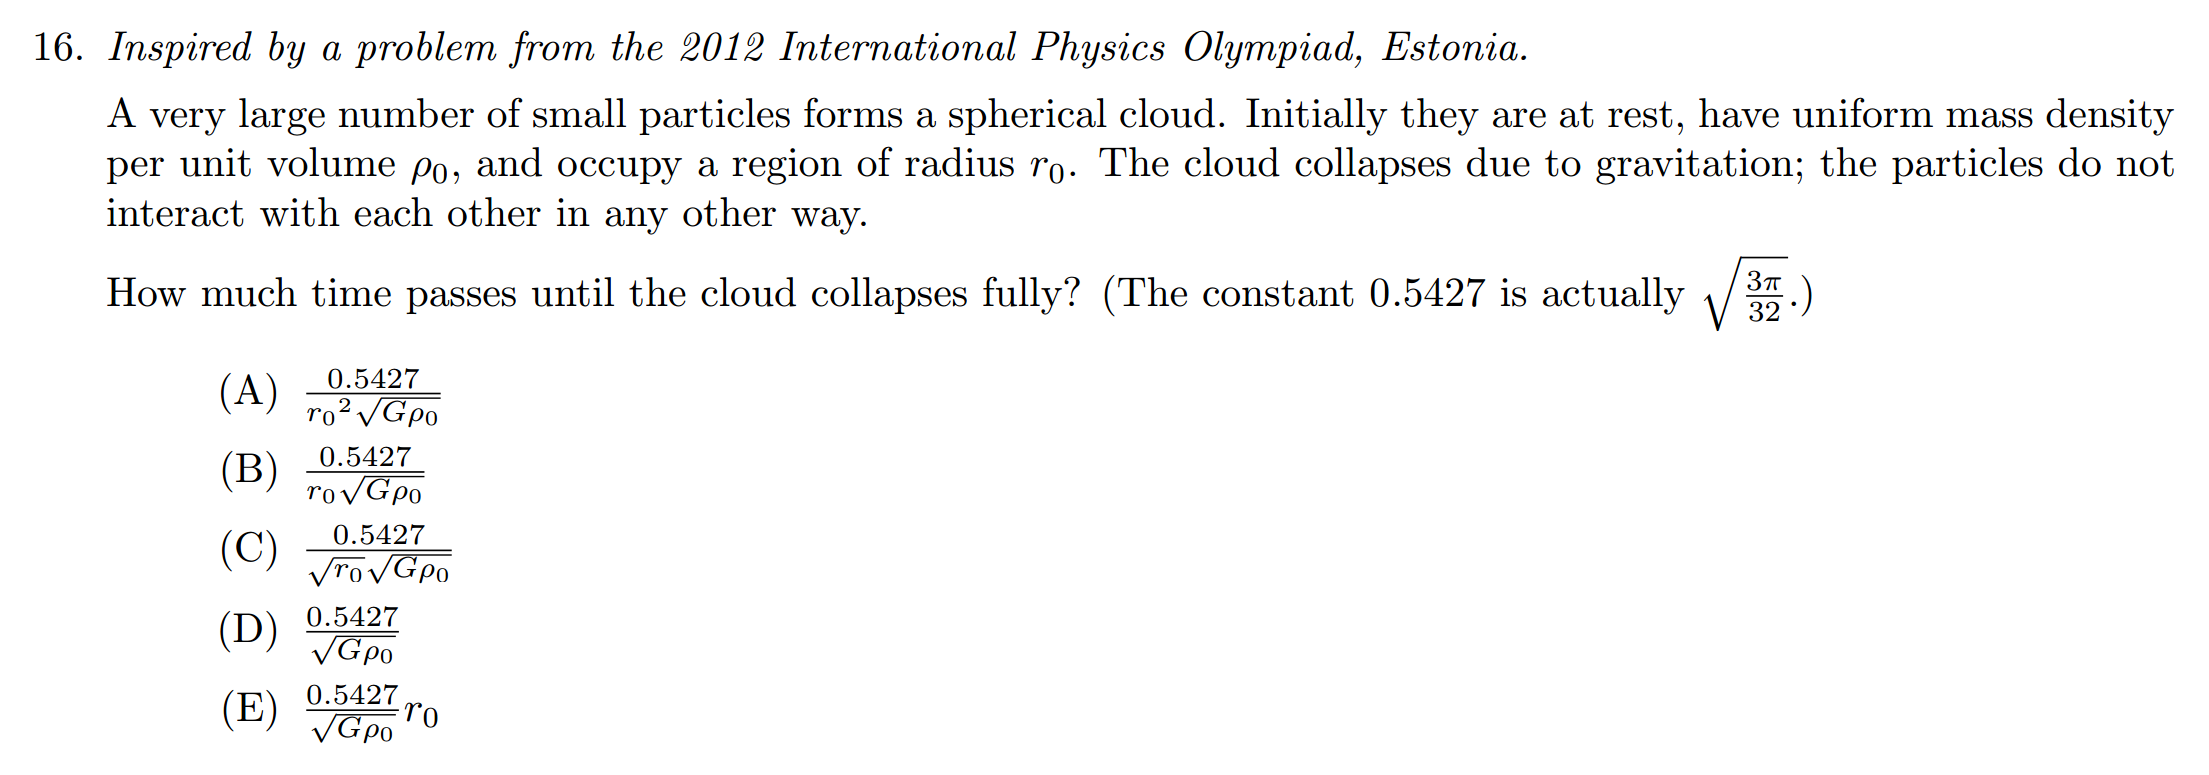 16. Inspired by a problem from the 2012 International Physics Olympiad, Estonia.
A very large number of small particles forms a spherical cloud. Initially they are at rest, have uniform mass density
per unit volume ρ₀, and occupy a region of radius r₀. The cloud collapses due to gravitation; the particles do not
interact with each other in any other way.
How much time passes until the cloud collapses fully? (The constant 0.5427 is actually $\sqrt{\frac{3\pi}{32}}$.)
(A) $\frac{0.5427}{{r_0}^2\sqrt{G\rho_0}}$
(B) $\frac{0.5427}{r_0\sqrt{G\rho_0}}$
(C) $\frac{0.5427}{\sqrt{r_0}\sqrt{G\rho_0}}$
(D) $\frac{0.5427}{\sqrt{G\rho_0}}$
(E) $\frac{0.5427}{\sqrt{G\rho_0}}r_0$